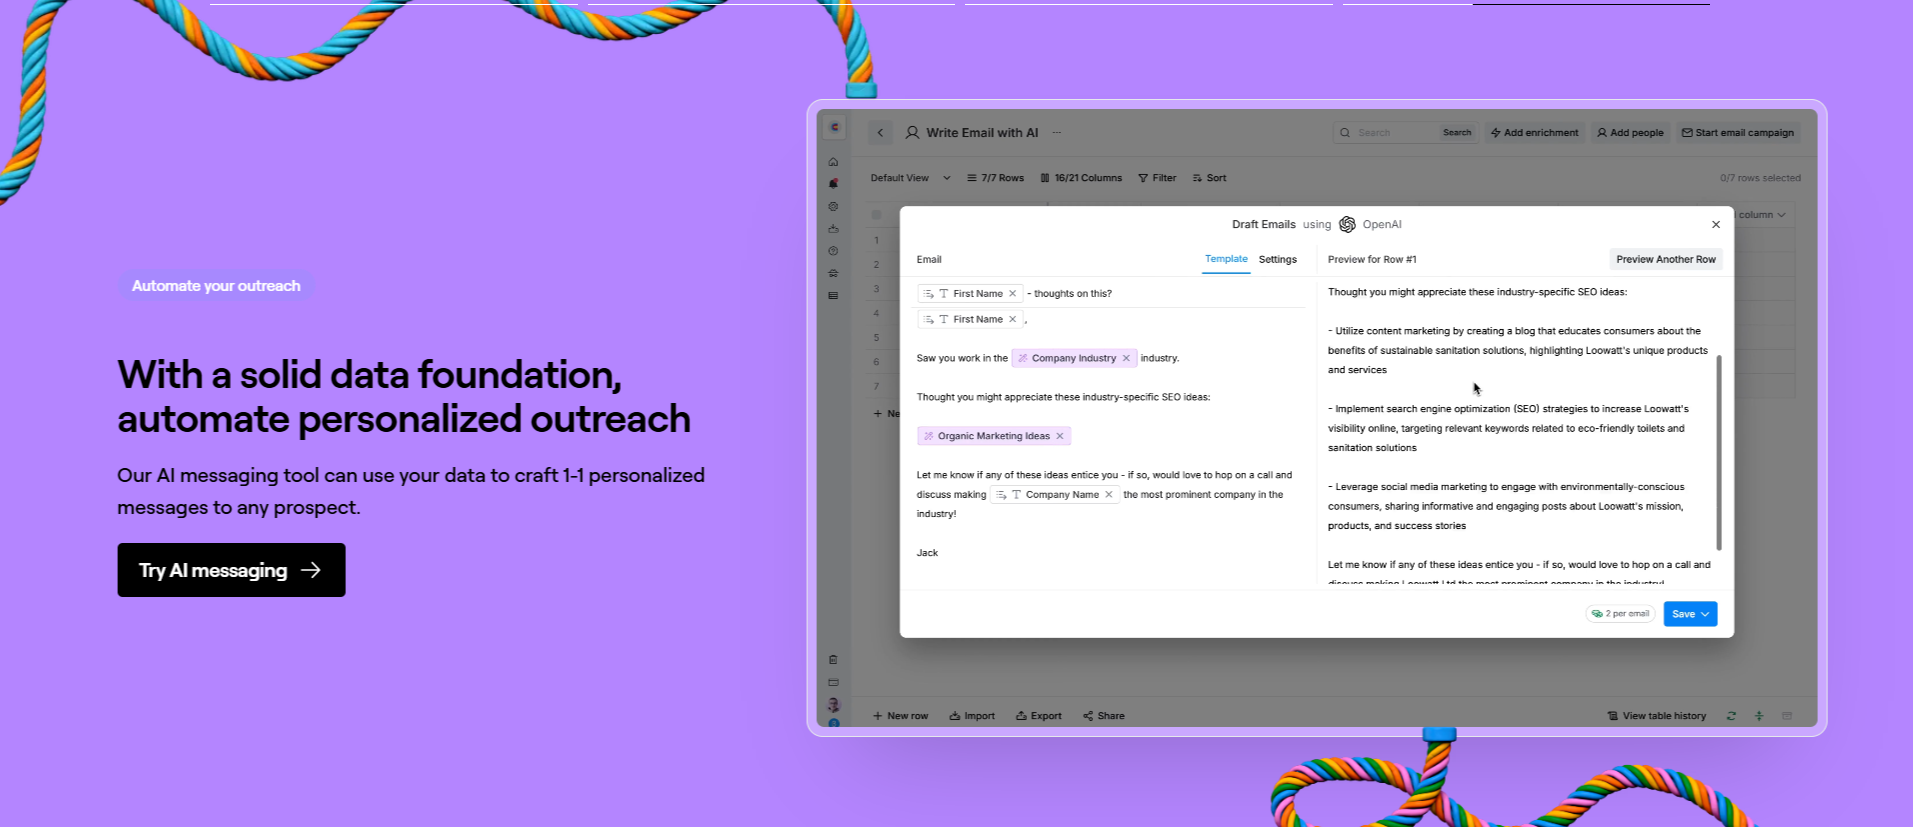 Automate your outreach
With a solid data foundation,
automate personalized outreach
Our AI messaging tool can use your data to craft 1-1 personalized
messages to any prospect.
Try AI messaging
Write Email with AI
Search
Search
Add enrichment
Add people
Start email campaign
Default View
7/7 Rows
16/21 Columns
Filter
Sort
0/7 rows selected
column
1
2
3
4
5
6
7
+ Ne
Draft Emails using OpenAI
Email
Template
Settings
First Name - thoughts on this?
First Name ,
Saw you work in the Company Industry industry.
Thought you might appreciate these industry-specific SEO ideas:
Organic Marketing Ideas
Let me know if any of these ideas entice you - if so, would love to hop on a call and
discuss making Company Name the most prominent company in the
industry!
Jack
Preview for Row #1
Preview Another Row
Thought you might appreciate these industry-specific SEO ideas:
- Utilize content marketing by creating a blog that educates consumers about the
benefits of sustainable sanitation solutions, highlighting Loowatt's unique products
and services
- Implement search engine optimization (SEO) strategies to increase Loowatt's
visibility online, targeting relevant keywords related to eco-friendly toilets and
sanitation solutions
- Leverage social media marketing to engage with environmentally-conscious
consumers, sharing informative and engaging posts about Loowatt's mission,
products, and success stories
Let me know if any of these ideas entice you - if so, would love to hop on a call and
discuss making Loowatt Ltd the most prominent company in the industry!
2 per email
Save
+ New row
Import
Export
Share
View table history